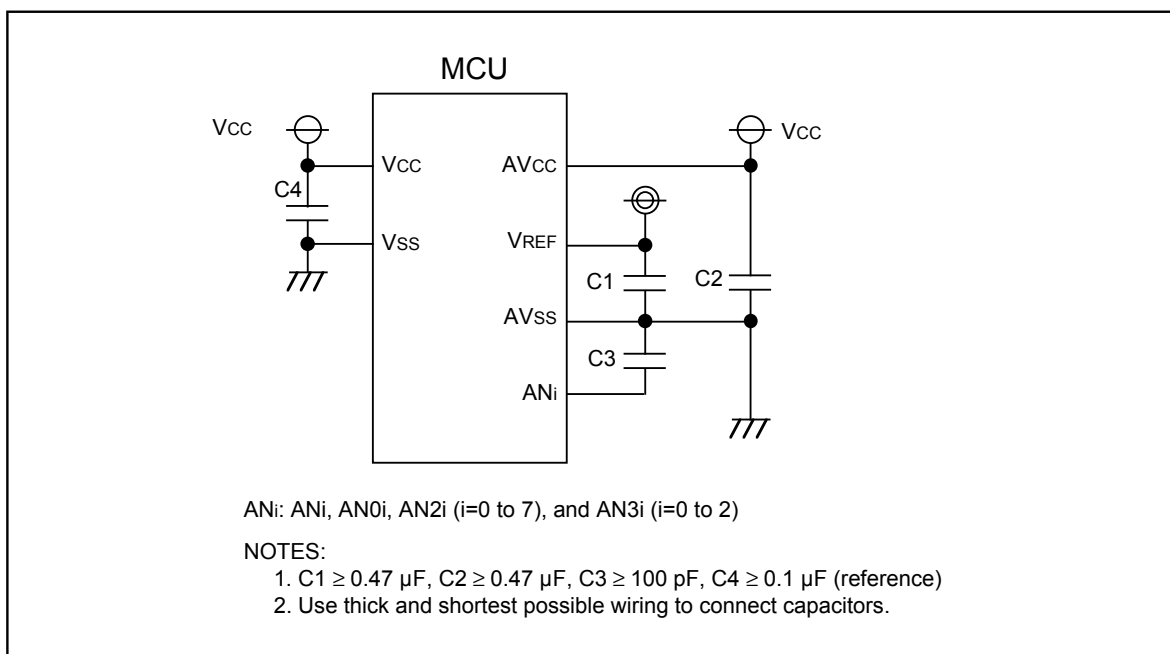 MCU
VCC
VCC
VCC
AVCC
C4
VREF
VSS
C1
C2
AVSS
C3
ANi
ANi: ANi, AN0i, AN2i (i=0 to 7), and AN3i (i=0 to 2)
NOTES:
1. C1 ≥ 0.47 µF, C2 ≥ 0.47 µF, C3 ≥ 100 pF, C4 ≥ 0.1 µF (reference)
2. Use thick and shortest possible wiring to connect capacitors.